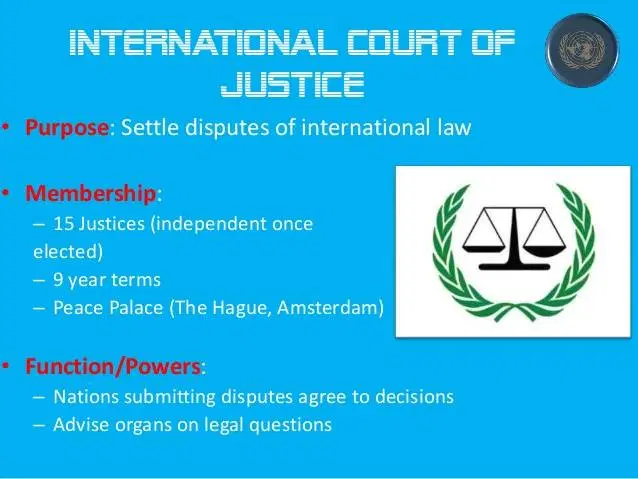 INTERNATIONAL COURT OF
JUSTICE
• Purpose: Settle disputes of international law
• Membership:
– 15 Justices (independent once
elected)
– 9 year terms
– Peace Palace (The Hague, Amsterdam)
• Function/Powers:
– Nations submitting disputes agree to decisions
– Advise organs on legal questions